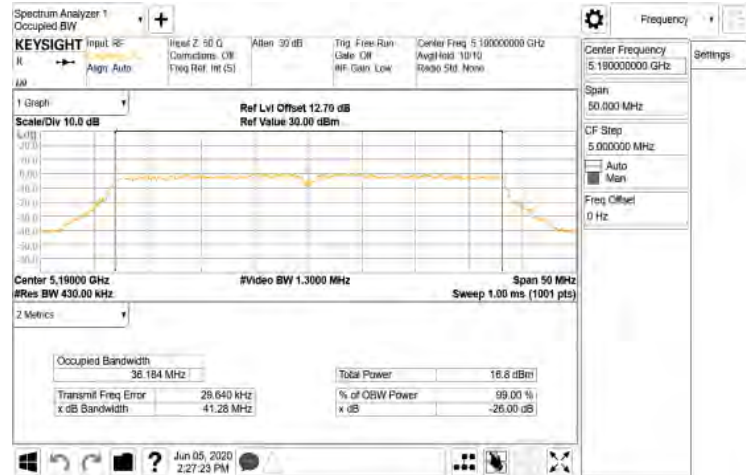 Spectrum Analyzer 1
Occupied BW
Frequency
KEYSIGHT
Input: RF
Align: Auto
Input Z: 50 Ω
Corrections: Off
Freq Ref: Int (S)
Atten: 30 dB
Trig: Free Run
Gate: Off
#IF Gain: Low
Center Freq: 5.190000000 GHz
Avg|Hold: 10/10
Radio Std: None
Center Frequency
5.190000000 GHz
Settings
Span
50.000 MHz
CF Step
5.000000 MHz
Auto
Man
Freq Offset
0 Hz
1 Graph
Scale/Div 10.0 dB
Ref Lvl Offset 12.70 dB
Ref Value 30.00 dBm
Center 5.19000 GHz
#Res BW 430.00 kHz
#Video BW 1.3000 MHz
Span 50 MHz
Sweep 1.00 ms (1001 pts)
2 Metrics
Occupied Bandwidth
36.184 MHz
Total Power 16.8 dBm
Transmit Freq Error 29.640 kHz
% of OBW Power 99.00 %
x dB Bandwidth 41.28 MHz
x dB -26.00 dB
Jun 05, 2020
2:27:23 PM